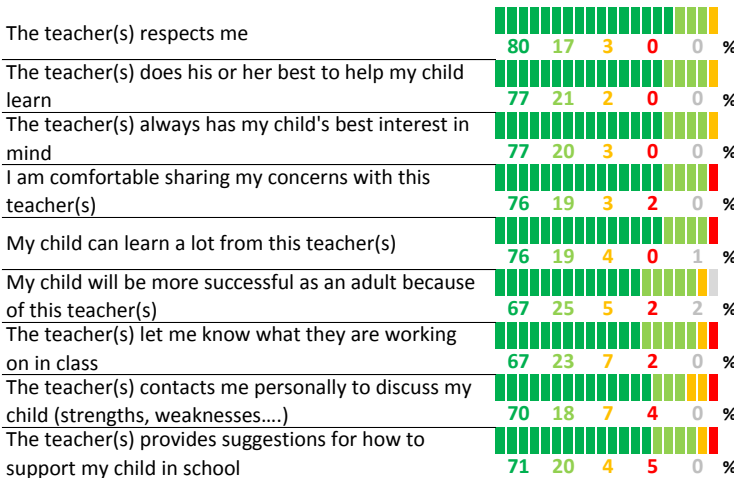 The teacher(s) respects me
80 17 3 0 0 %
The teacher(s) does his or her best to help my child
learn
77 21 2 0 0 %
The teacher(s) always has my child's best interest in
mind
77 20 3 0 0 %
I am comfortable sharing my concerns with this
teacher(s)
76 19 3 2 0 %
My child can learn a lot from this teacher(s)
76 19 4 0 1 %
My child will be more successful as an adult because
of this teacher(s)
67 25 5 2 2 %
The teacher(s) let me know what they are working
on in class
67 23 7 2 0 %
The teacher(s) contacts me personally to discuss my
child (strengths, weaknesses....)
70 18 7 4 0 %
The teacher(s) provides suggestions for how to
support my child in school
71 20 4 5 0 %